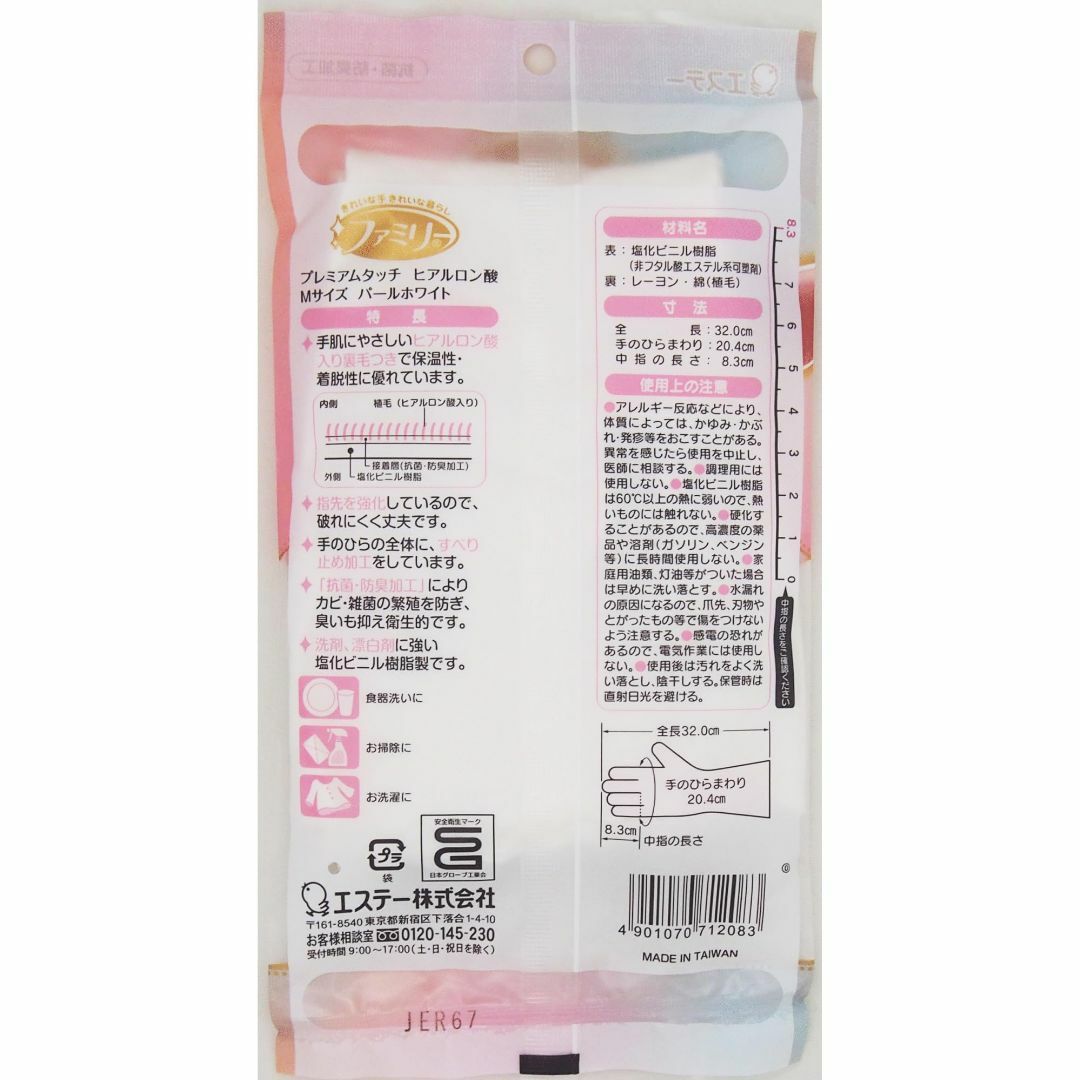 抗菌・防臭加工
エステー
きれいな手 きれいな暮らし
ファミリー®
プレミアムタッチ ヒアルロン酸
Mサイズ パールホワイト
特長
手肌にやさしいヒアルロン酸
入り裏毛つきで保温性・
着脱性に優れています。
内側 植毛(ヒアルロン酸入り)
接着層(抗菌・防臭加工)
外側 塩化ビニル樹脂
指先を強化しているので、
破れにくく丈夫です。
手のひらの全体に、すべり
止め加工をしています。
「抗菌・防臭加工」により
カビ・雑菌の繁殖を防ぎ、
臭いも抑え衛生的です。
洗剤、漂白剤に強い
塩化ビニル樹脂製です。
食器洗いに
お掃除に
お洗濯に
プラ
袋
安全衛生マーク
SG
日本グローブ工業会
エステー株式会社
〒161-8540 東京都新宿区下落合1-4-10
お客様相談室 0120-145-230
受付時間 9:00〜17:00(土・日・祝日を除く)
材料名
表:塩化ビニル樹脂
(非フタル酸エステル系可塑剤)
裏:レーヨン・綿(植毛)
寸法
全長:32.0cm
手のひらまわり:20.4cm
中指の長さ:8.3cm
使用上の注意
●アレルギー反応などにより、
体質によっては、かゆみ・かぶ
れ・発疹等をおこすことがある。
異常を感じたら使用を中止し、
医師に相談する。●調理用には
使用しない。●塩化ビニル樹脂
は60℃以上の熱に弱いので、熱
いものには触れない。●硬化す
ることがあるので、高濃度の薬
品や溶剤(ガソリン、ベンジン
等)に長時間使用しない。●家
庭用油類、灯油等がついた場合
は早めに洗い落とす。●水漏れ
の原因になるので、爪先、刃物や
とがったもの等で傷をつけない
よう注意する。●感電の恐れが
あるので、電気作業には使用し
ない。●使用後は汚れをよく洗
い落とし、陰干しする。保管時は
直射日光を避ける。
8.3
7
6
5
4
3
2
1
0
中指の長さをご確認ください
全長32.0cm
手のひらまわり
20.4cm
8.3cm
中指の長さ
4 901070 712083
MADE IN TAIWAN
JER67